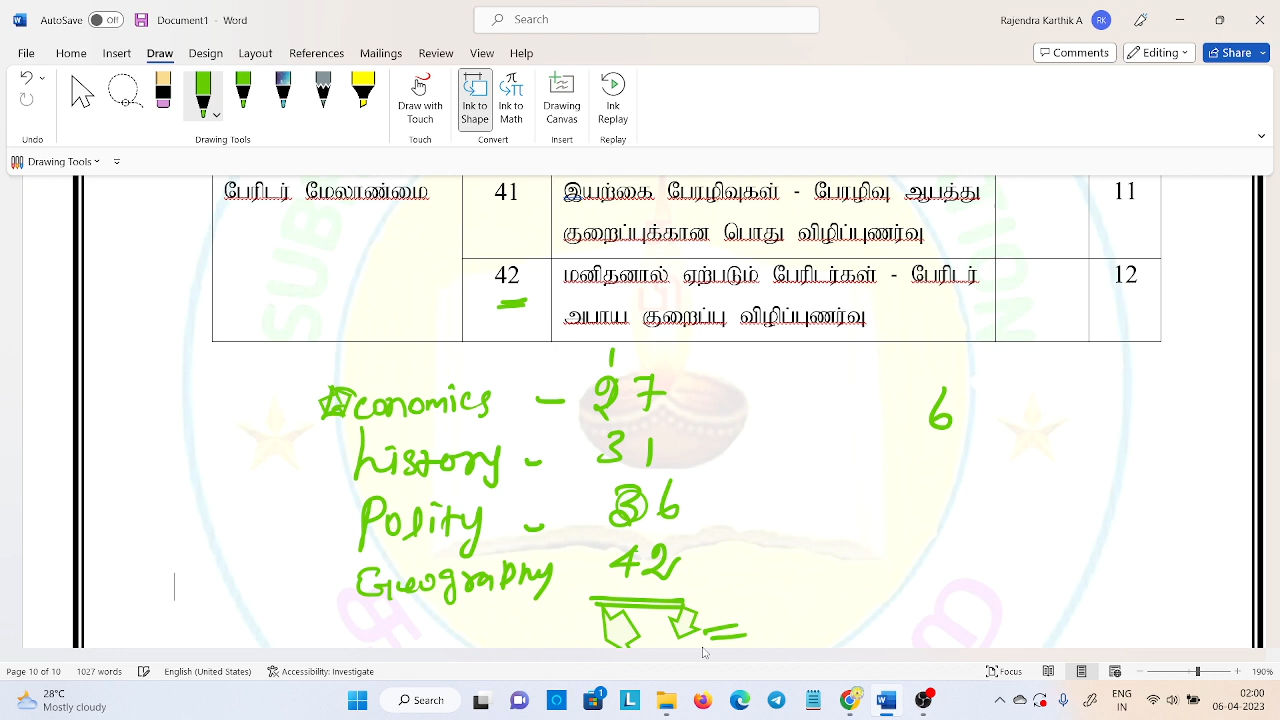 AutoSave Off Document1 - Word Search Rajendra Karthik A RK
File Home Insert Draw Design Layout References Mailings Review View Help Comments Editing Share
Draw with Touch Ink to Shape Ink to Math Drawing Canvas Ink Replay
Undo Drawing Tools Touch Convert Insert Replay
Drawing Tools
பேரிடர் மேலாண்மை 41 இயற்கை பேரழிவுகள் - பேரழிவு ஆபத்து 11
குறைப்புக்கான பொது விழிப்புணர்வு
42 மனிதனால் ஏற்படும் பேரிடர்கள் - பேரிடர் 12
அபாய குறைப்பு விழிப்புணர்வு
1
Economics - 27 6
history - 31
Polity - 36
Geography 42
Page 10 of 10 1027 words English (United States) Accessibility: Investigate Focus 190%
28°C
Mostly cloudy
Search
1
L
ENG
IN
02:00
06-04-2023